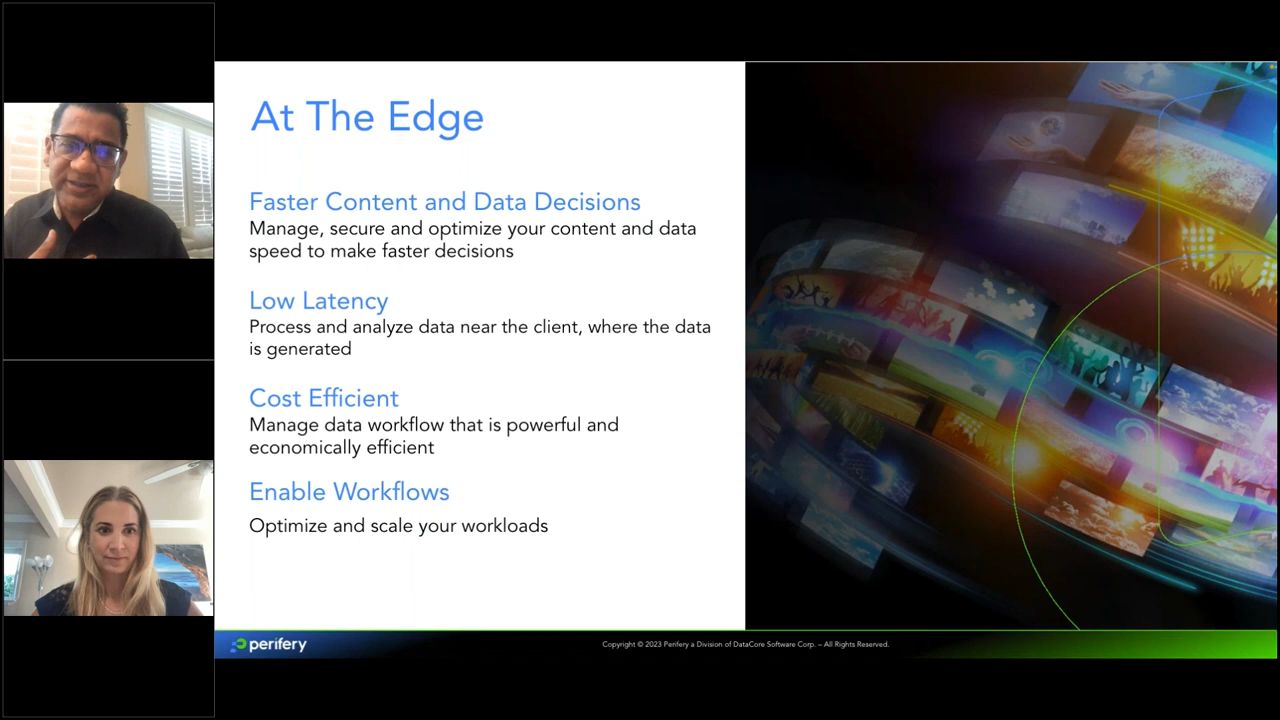 At The Edge
Faster Content and Data Decisions
Manage, secure and optimize your content and data
speed to make faster decisions
Low Latency
Process and analyze data near the client, where the data
is generated
Cost Efficient
Manage data workflow that is powerful and
economically efficient
Enable Workflows
Optimize and scale your workloads
perifery
Copyright © 2023 Perifery a Division of DataCore Software Corp. – All Rights Reserved.